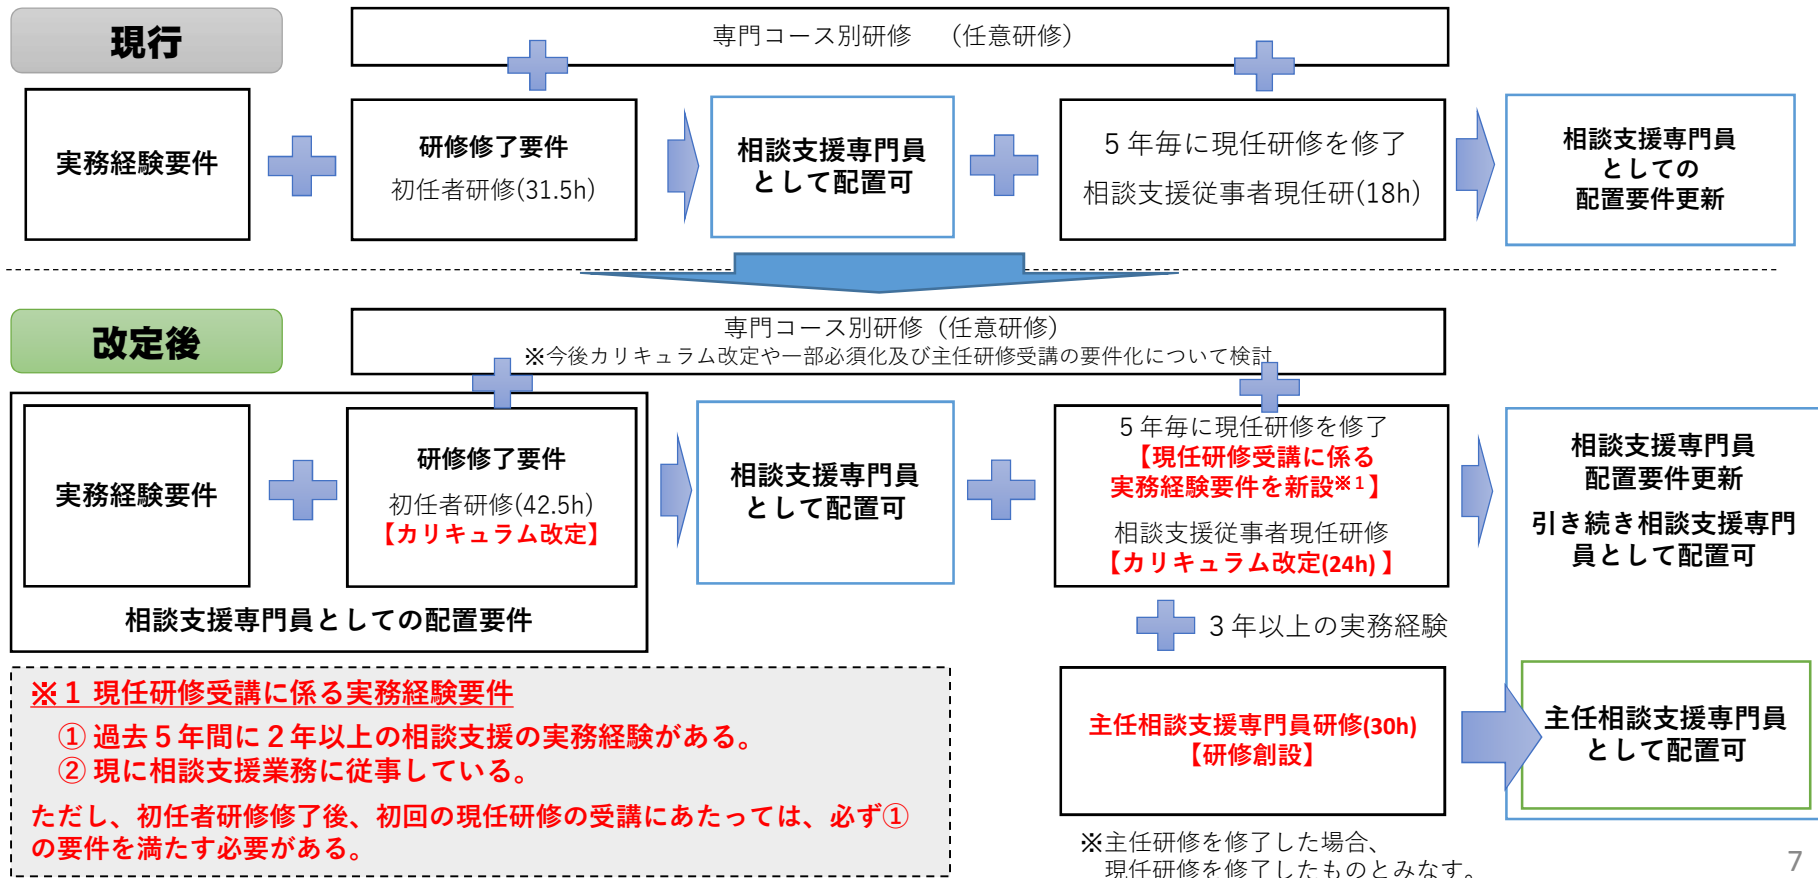 現行
専門コース別研修　（任意研修）
実務経験要件
研修修了要件
初任者研修(31.5h)
相談支援専門員
として配置可
５年毎に現任研修を修了
相談支援従事者現任研(18h)
相談支援専門員
としての
配置要件更新
改定後
専門コース別研修（任意研修）
※今後カリキュラム改定や一部必須化及び主任研修受講の要件化について検討
実務経験要件
研修修了要件
初任者研修(42.5h)
【カリキュラム改定】
相談支援専門員としての配置要件
相談支援専門員
として配置可
５年毎に現任研修を修了
【現任研修受講に係る
実務経験要件を新設※1】
相談支援従事者現任研修
【カリキュラム改定(24h) 】
相談支援専門員
配置要件更新
引き続き相談支援専門
員として配置可
３年以上の実務経験
主任相談支援専門員研修(30h)
【研修創設】
主任相談支援専門員
として配置可
※主任研修を修了した場合、
現任研修を修了したものとみなす。
※１ 現任研修受講に係る実務経験要件
① 過去５年間に２年以上の相談支援の実務経験がある。
② 現に相談支援業務に従事している。
ただし、初任者研修修了後、初回の現任研修の受講にあたっては、必ず①
の要件を満たす必要がある。
7